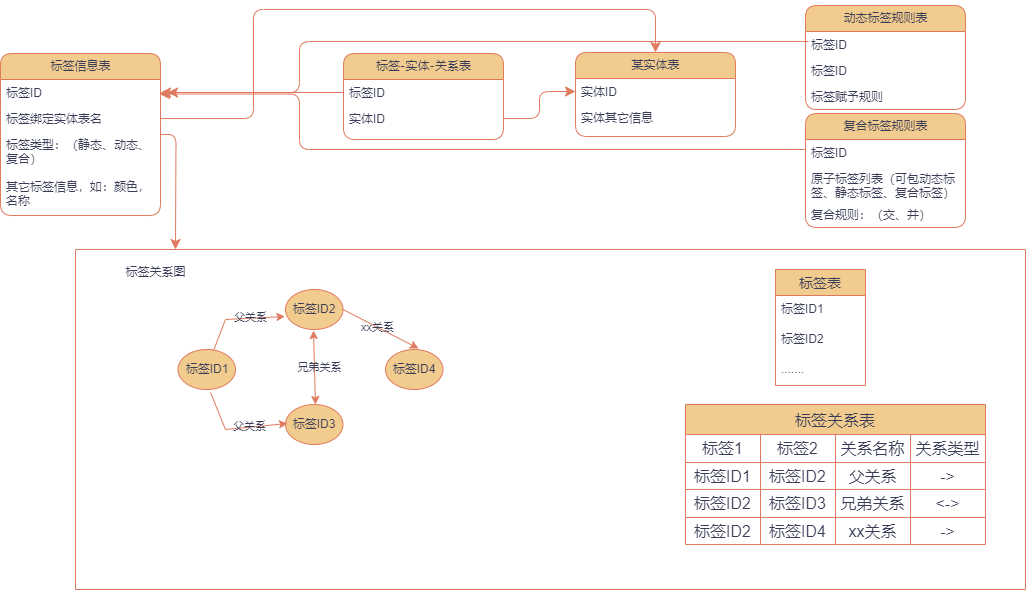 标签信息表
标签ID
标签绑定实体表名
标签类型：（静态、动态、
复合）
其它标签信息，如：颜色，
名称
标签-实体-关系表
标签ID
实体ID
某实体表
实体ID
实体其它信息
动态标签规则表
标签ID
标签ID
标签赋予规则
复合标签规则表
标签ID
原子标签列表（可包动态标
签、静态标签、复合标签）
复合规则：（交、并）
标签关系图
父关系
标签ID2
xx关系
标签ID1
兄弟关系
标签ID4
父关系
标签ID3
标签表
标签ID1
标签ID2
.......
标签关系表
标签1 标签2 关系名称 关系类型
标签ID1 标签ID2 父关系 ->
标签ID2 标签ID3 兄弟关系 <->
标签ID2 标签ID4 xx关系 ->